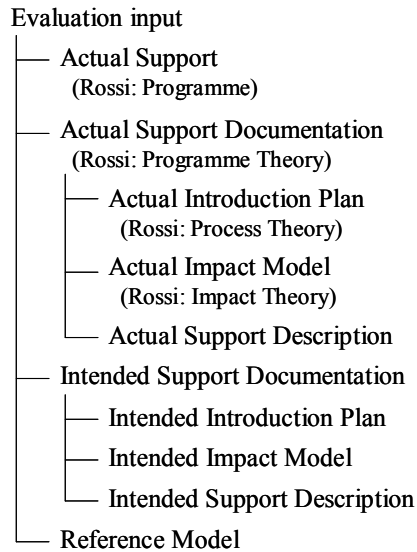 Evaluation input
Actual Support
(Rossi: Programme)
Actual Support Documentation
(Rossi: Programme Theory)
Actual Introduction Plan
(Rossi: Process Theory)
Actual Impact Model
(Rossi: Impact Theory)
Actual Support Description
Intended Support Documentation
Intended Introduction Plan
Intended Impact Model
Intended Support Description
Reference Model